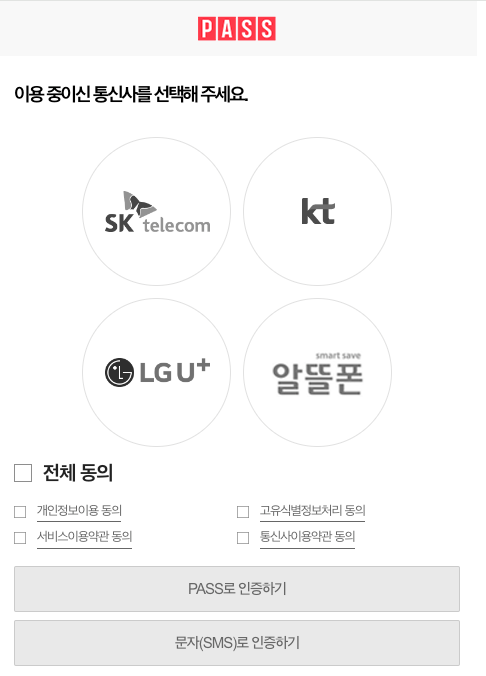 PASS
이용 중이신 통신사를 선택해 주세요.
SK telecom
kt
LG U+
smart save
알뜰폰
전체 동의
개인정보이용 동의
고유식별정보처리 동의
서비스이용약관 동의
통신사이용약관 동의
PASS로 인증하기
문자(SMS)로 인증하기